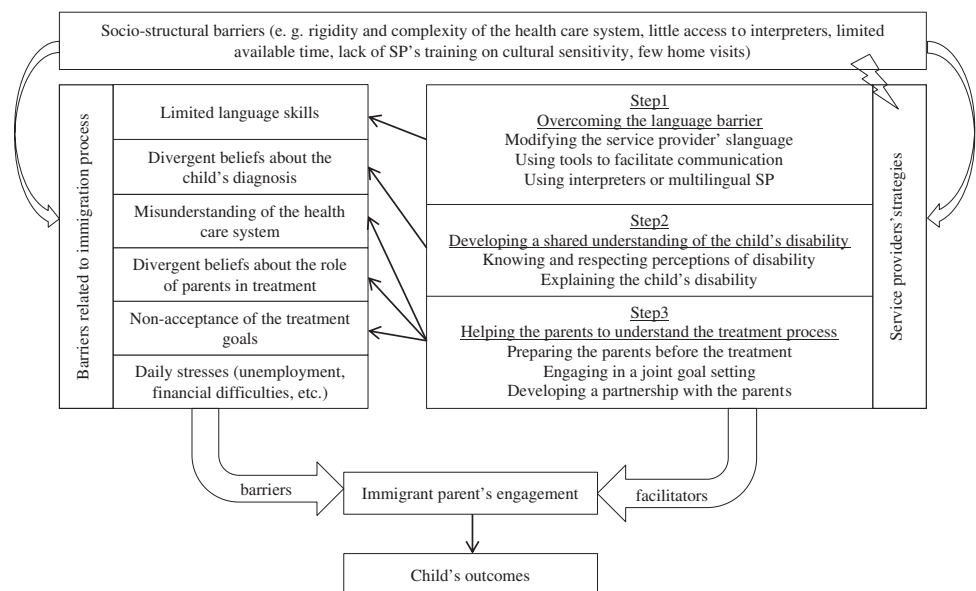 Socio-structural barriers (e. g. rigidity and complexity of the health care system, little access to interpreters, limited
available time, lack of SP's training on cultural sensitivity, few home visits)
Barriers related to immigration process
Limited language skills
Divergent beliefs about the
child's diagnosis
Misunderstanding of the health
care system
Divergent beliefs about the role
of parents in treatment
Non-acceptance of the treatment
goals
Daily stresses (unemployment,
financial difficulties, etc.)
Step1
Overcoming the language barrier
Modifying the service provider' slanguage
Using tools to facilitate communication
Using interpreters or multilingual SP
Step2
Developing a shared understanding of the child's disability
Knowing and respecting perceptions of disability
Explaining the child's disability
Step3
Helping the parents to understand the treatment process
Preparing the parents before the treatment
Engaging in a joint goal setting
Developing a partnership with the parents
Service providers' strategies
barriers
Immigrant parent's engagement
facilitators
Child's outcomes